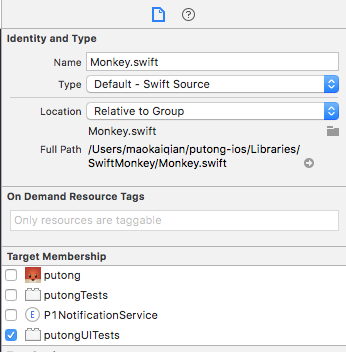 Identity and Type
Name Monkey.swift
Type Default - Swift Source
Location Relative to Group
Monkey.swift
Full Path /Users/maokaiqian/putong-ios/Libraries/
SwiftMonkey/Monkey.swift
On Demand Resource Tags
Only resources are taggable
Target Membership
putong
putongTests
E P1NotificationService
putongUITests